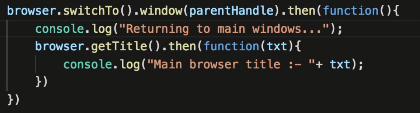 browser.switchTo().window(parentHandle).then(function(){
    console.log("Returning to main windows...");
    browser.getTitle().then(function(txt){
        console.log("Main browser title :- "+ txt);
    })
})